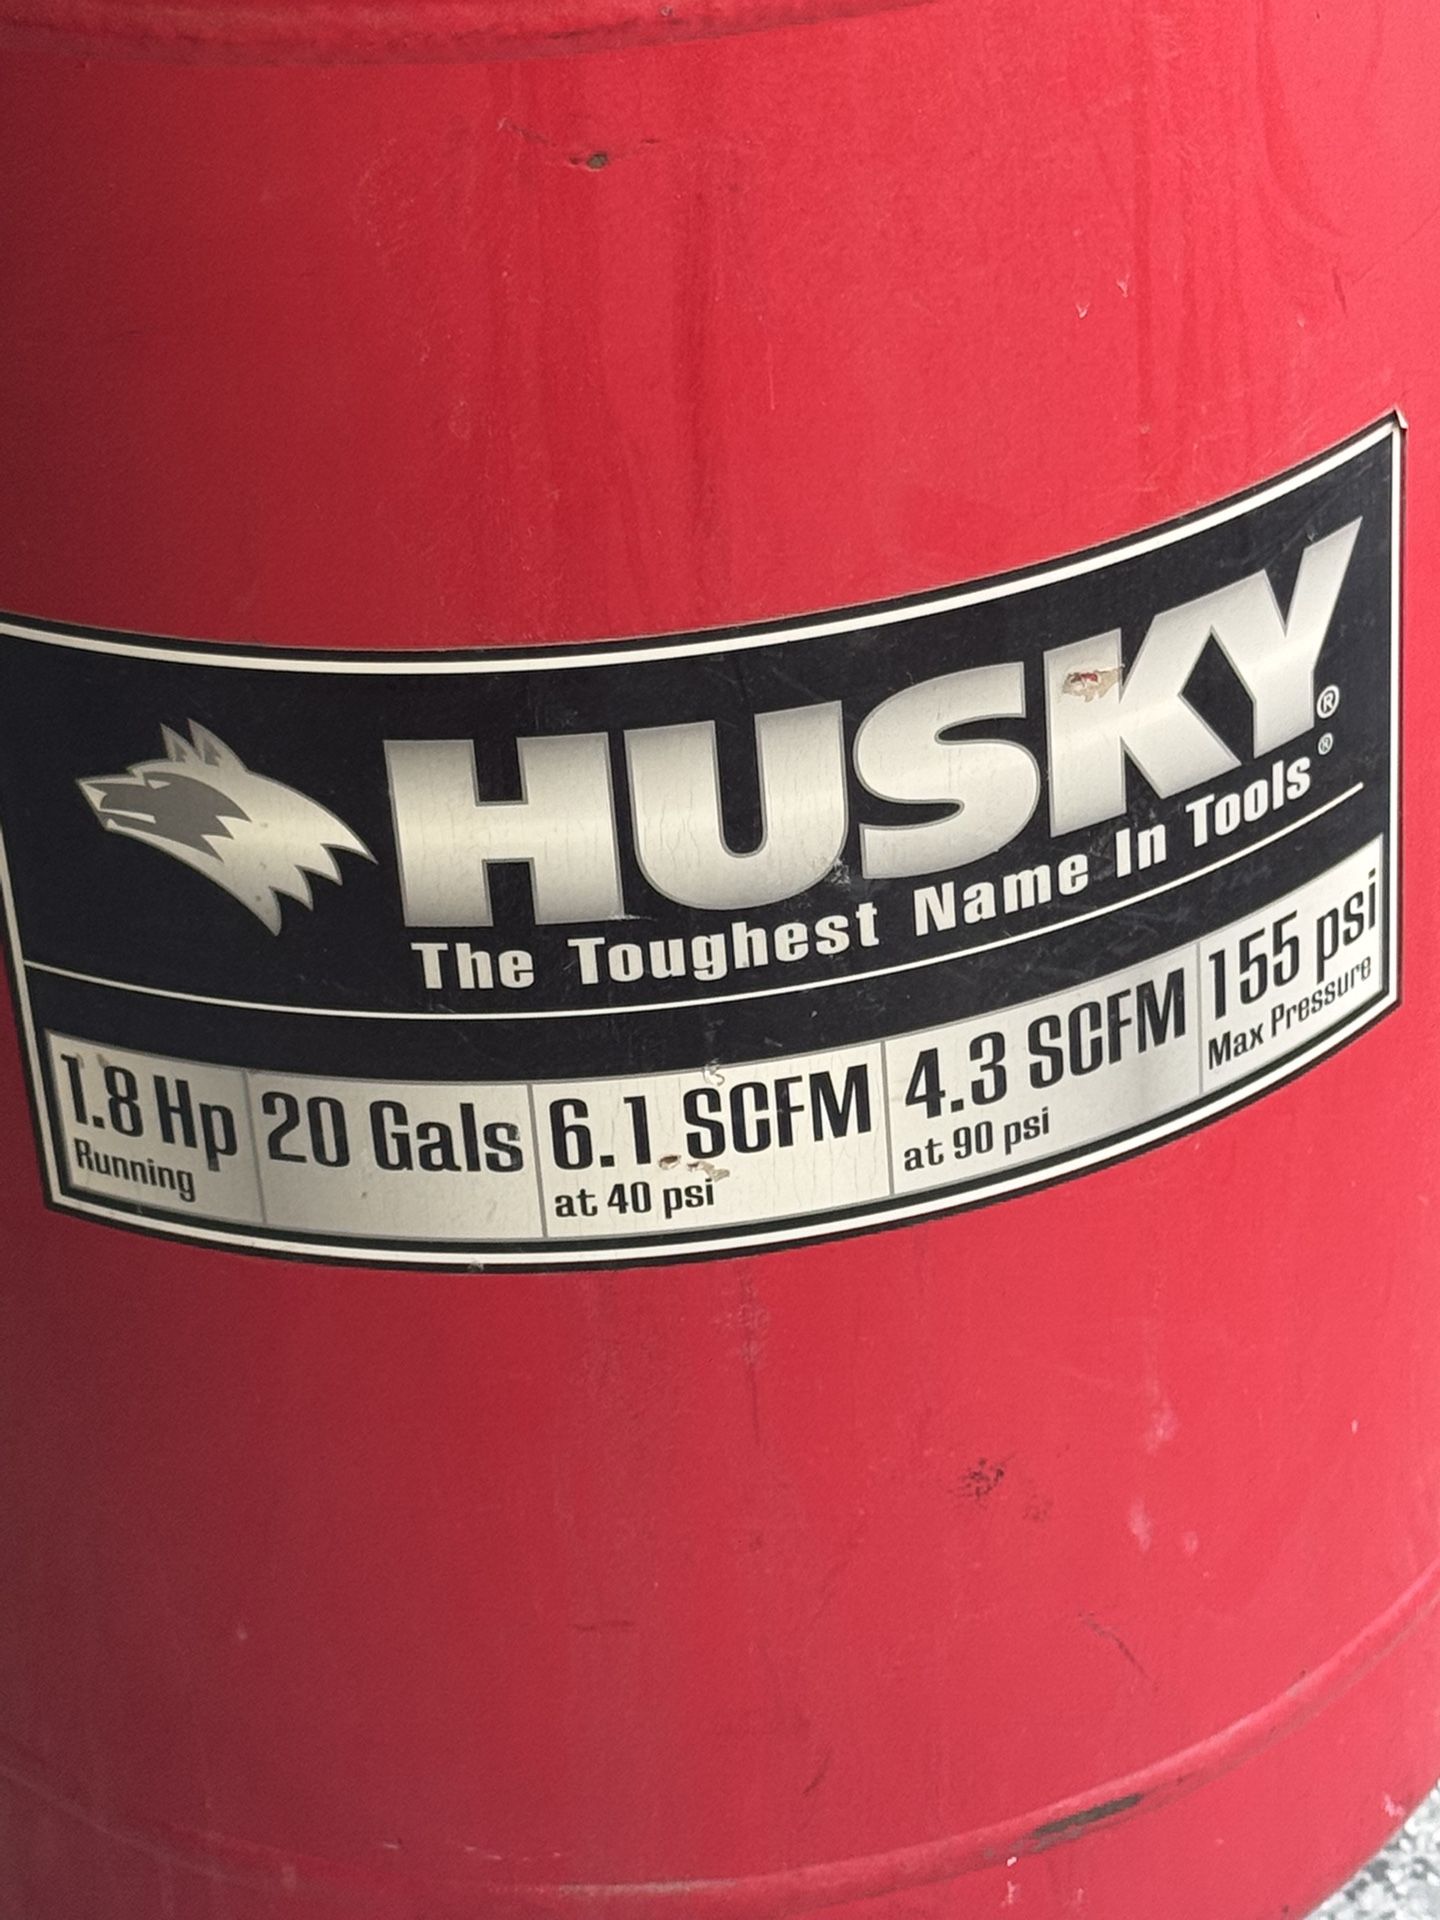 HUSKY®
The Toughest Name In Tools®
1.8 Hp
Running
20 Gals
6.1 SCFM
at 40 psi
4.3 SCFM
at 90 psi
155 psi
Max Pressure